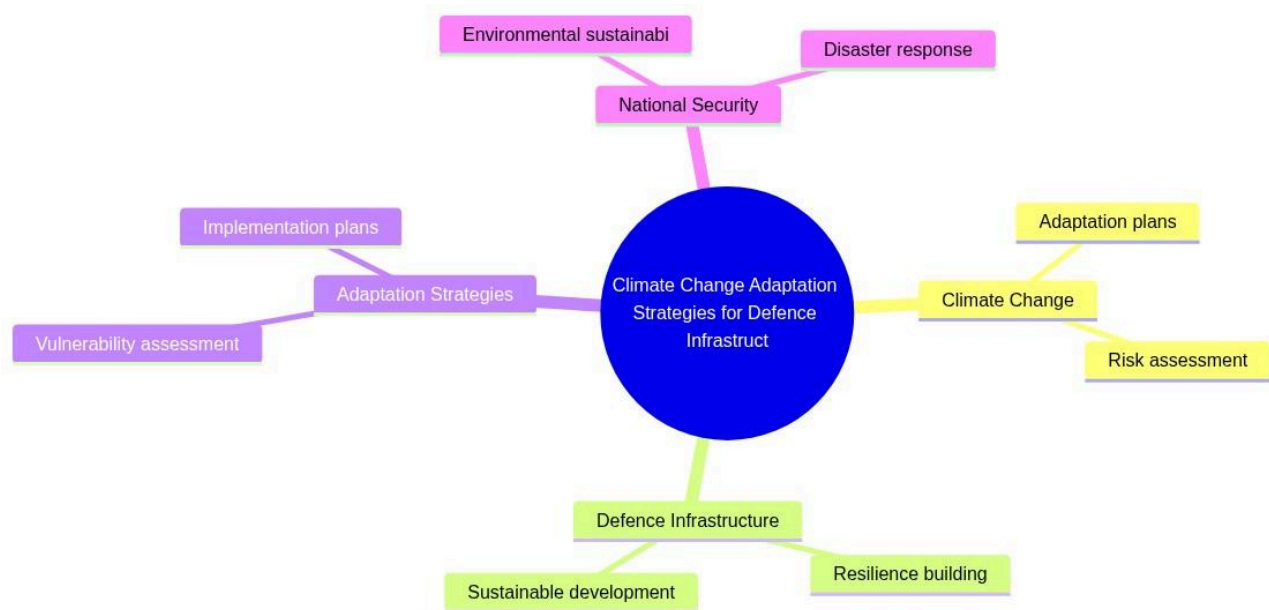 Environmental sustainabi
Disaster response
National Security
Implementation plans
Adaptation Strategies
Vulnerability assessment
Climate Change Adaptation
Strategies for Defence
Infrastruct
Adaptation plans
Climate Change
Risk assessment
Defence Infrastructure
Sustainable development
Resilience building